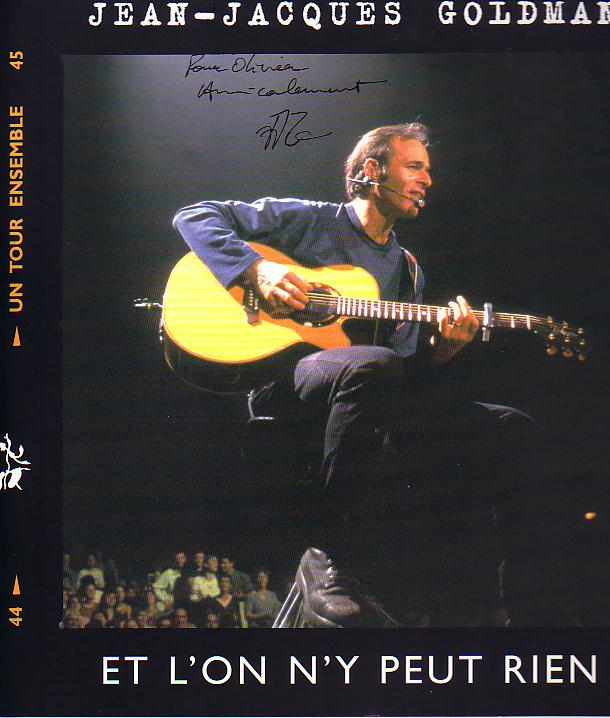 JEAN-JACQUES GOLDMAN
Pour Olivier
Amicalement
44 UN TOUR ENSEMBLE 45
ET L'ON N'Y PEUT RIEN